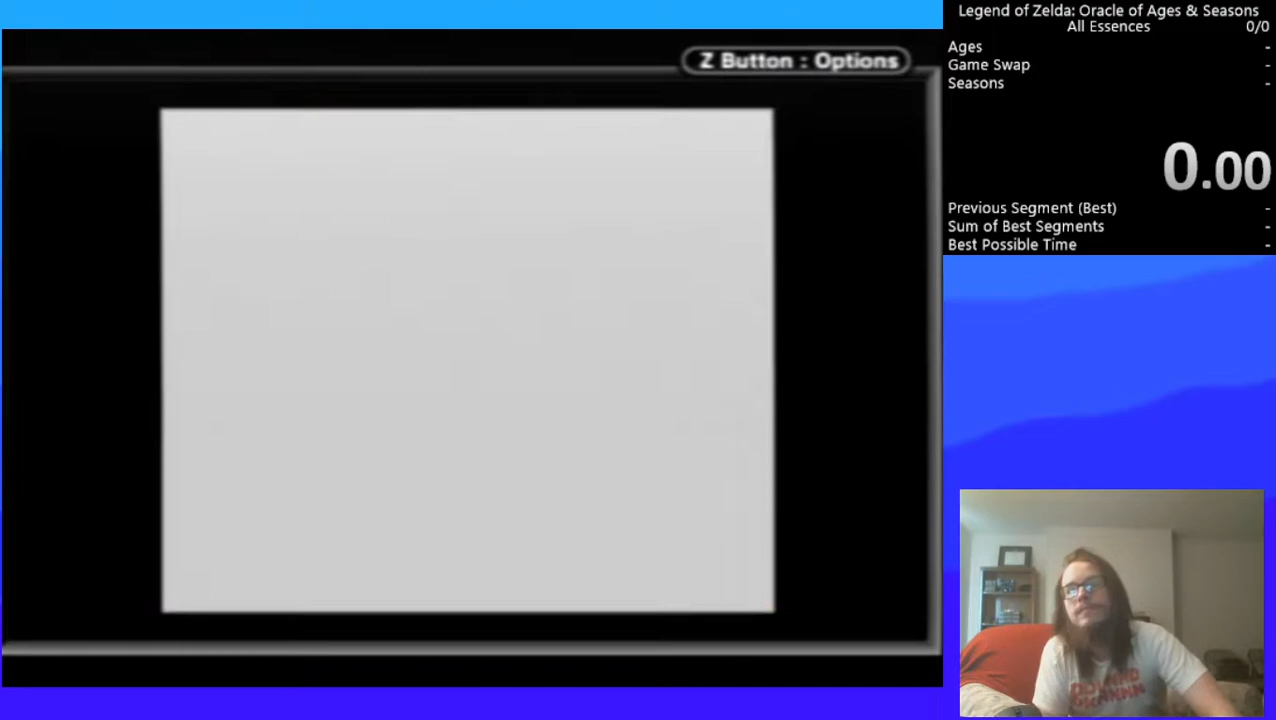 Z Button : Options
Legend of Zelda: Oracle of Ages & Seasons
All Essences 0/0
Ages -
Game Swap -
Seasons -
0.00
Previous Segment (Best) -
Sum of Best Segments -
Best Possible Time -